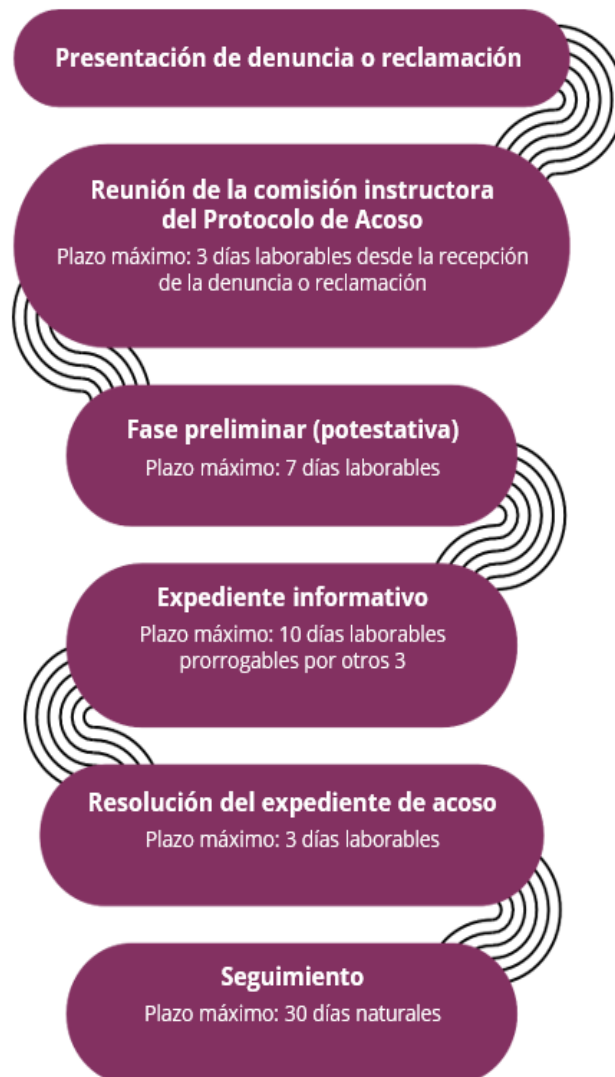 Presentación de denuncia o reclamación
Reunión de la comisión instructora
del Protocolo de Acoso
Plazo máximo: 3 días laborables desde la recepción
de la denuncia o reclamación
Fase preliminar (potestativa)
Plazo máximo: 7 días laborables
Expediente informativo
Plazo máximo: 10 días laborables
prorrogables por otros 3
Resolución del expediente de acoso
Plazo máximo: 3 días laborables
Seguimiento
Plazo máximo: 30 días naturales